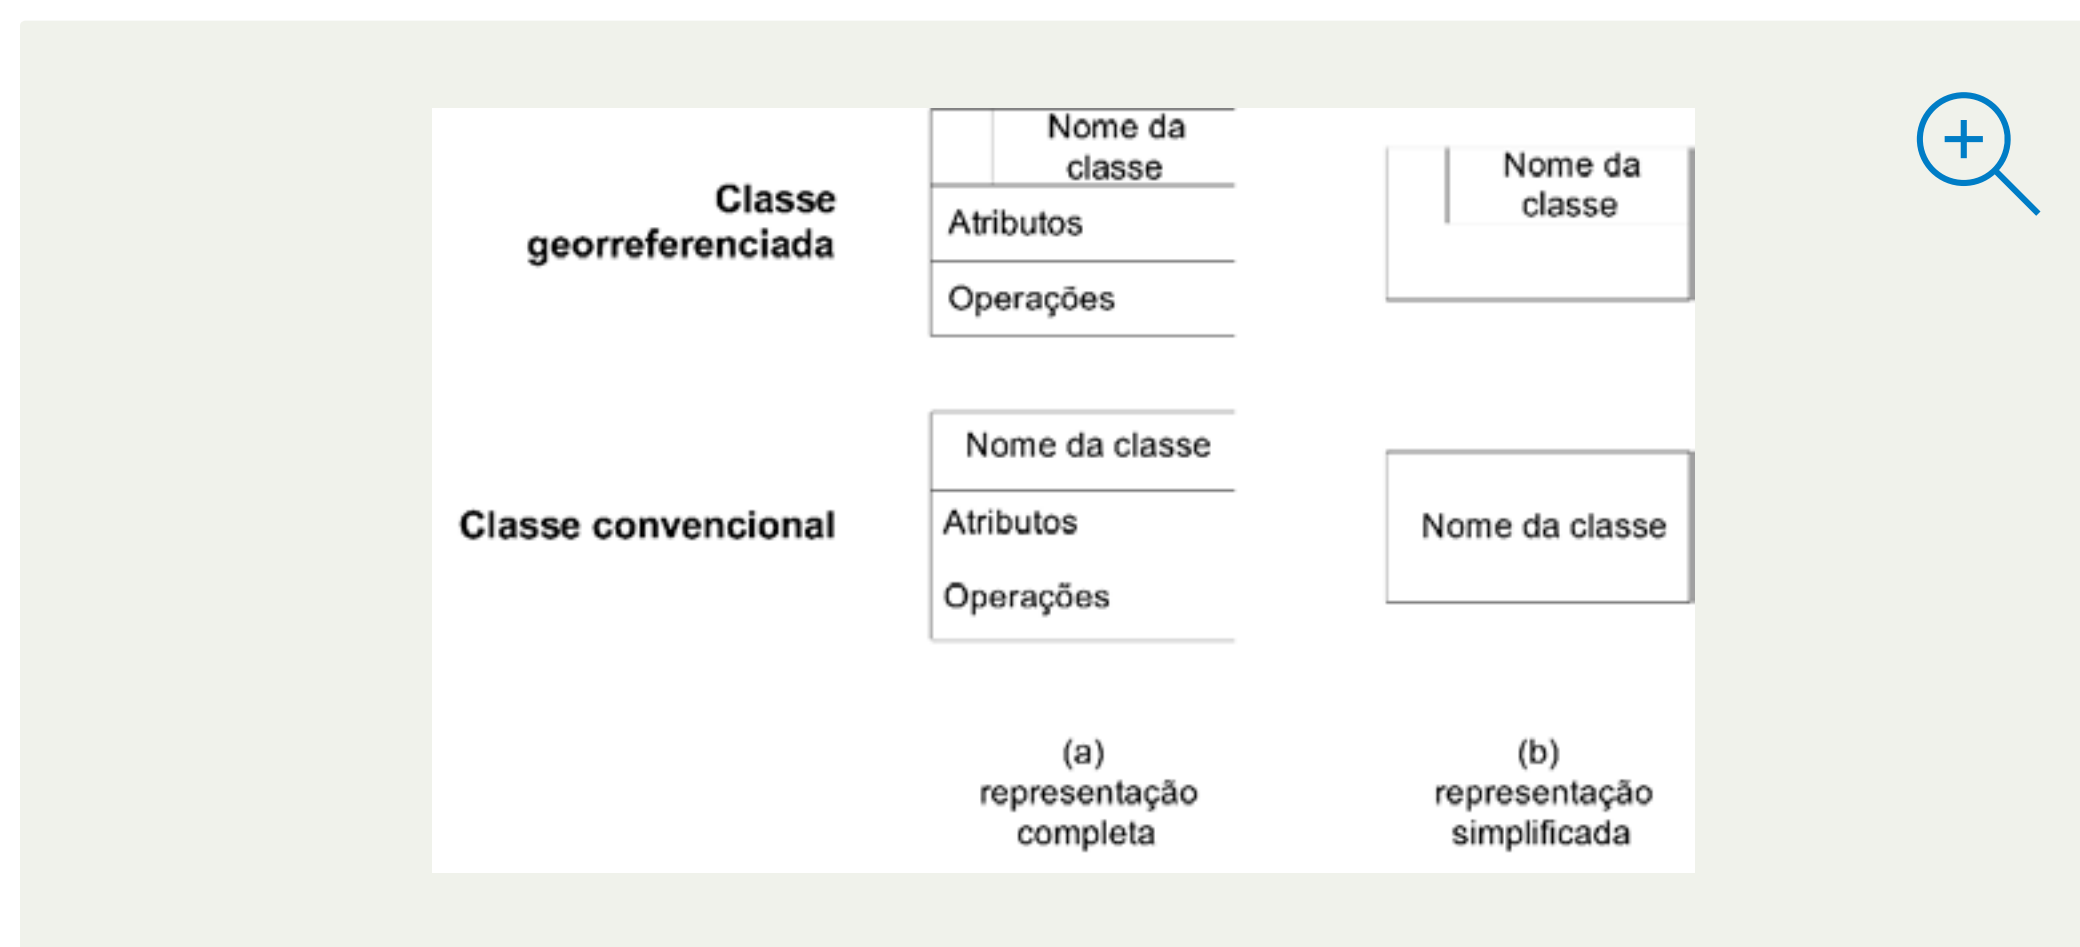 Classe
georreferenciada
Nome da
classe
Atributos
Operações
Nome da
classe
Classe convencional
Nome da classe
Atributos
Operações
Nome da classe
(a)
representação
completa
(b)
representação
simplificada